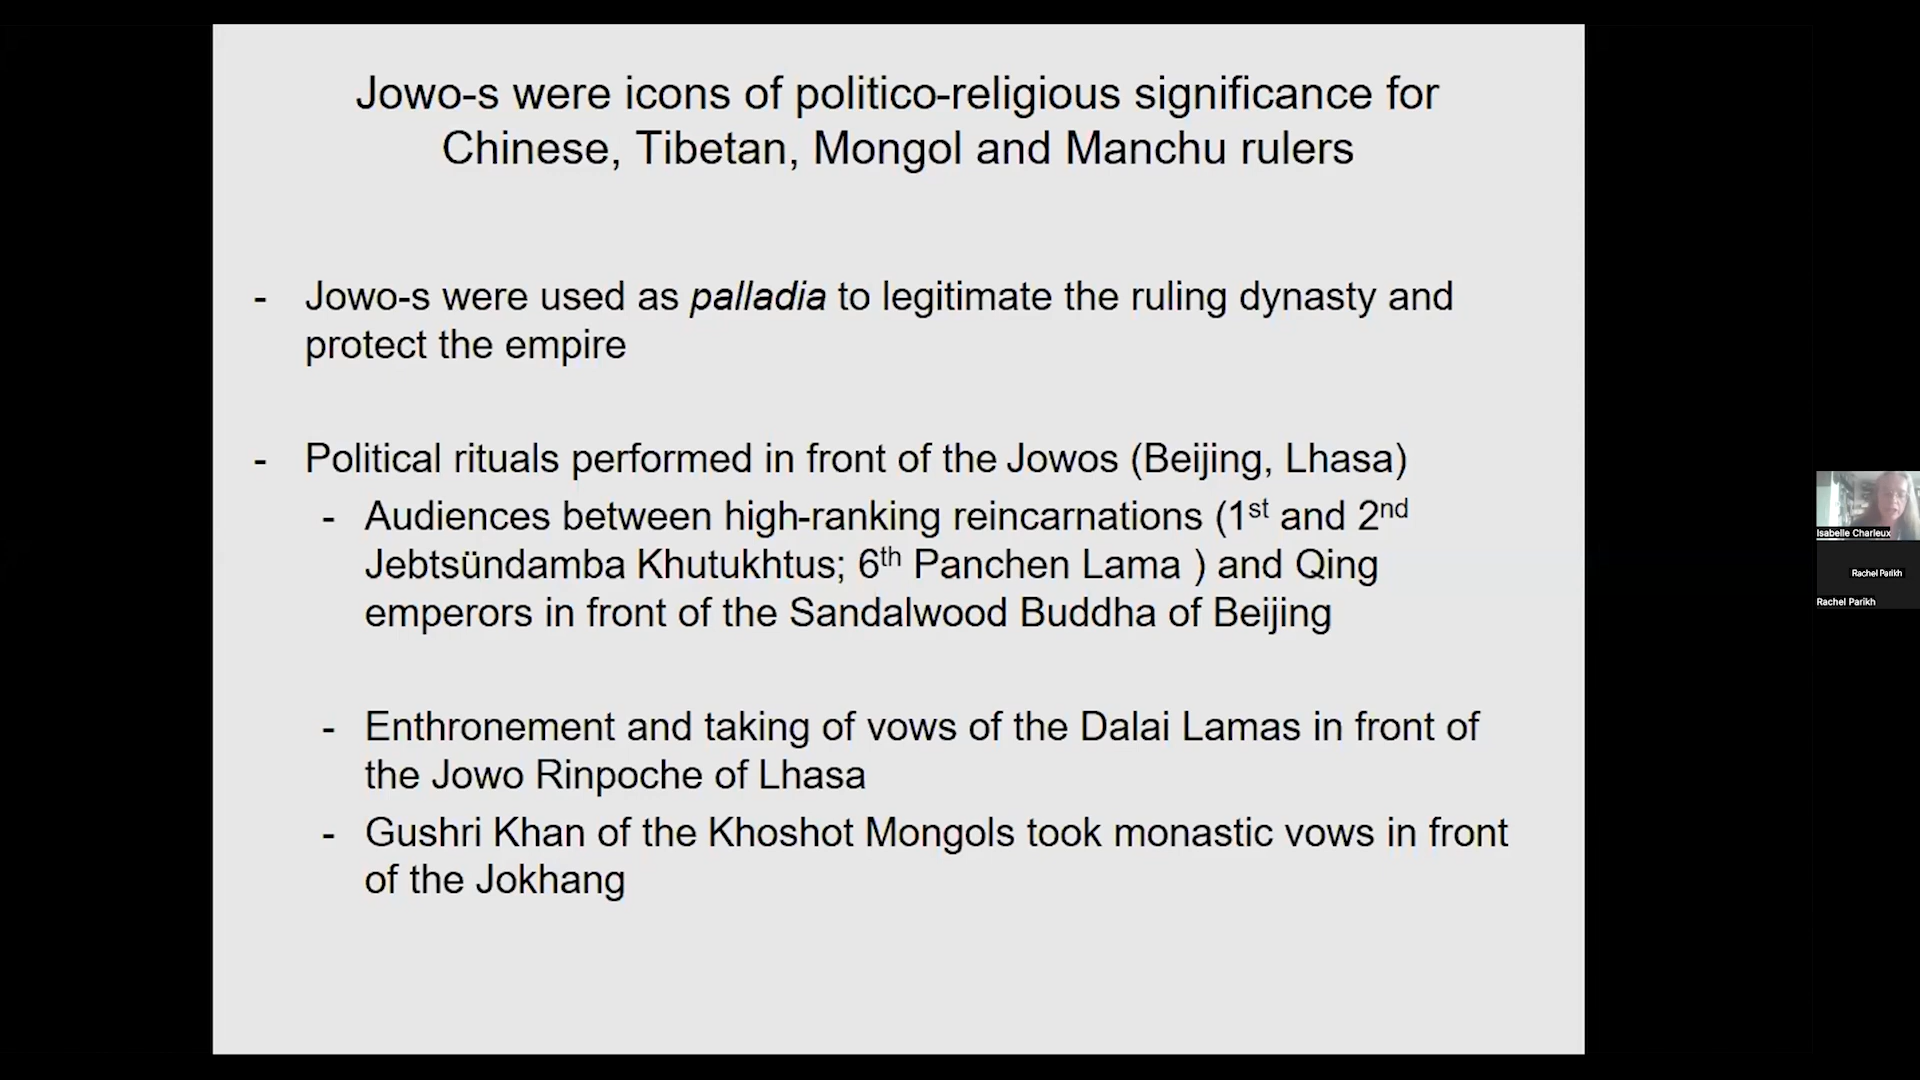 Jowo-s were icons of politico-religious significance for
Chinese, Tibetan, Mongol and Manchu rulers
- Jowo-s were used as palladia to legitimate the ruling dynasty and
protect the empire
- Political rituals performed in front of the Jowos (Beijing, Lhasa)
- Audiences between high-ranking reincarnations (1st and 2nd
Jebtsündamba Khutukhtus; 6th Panchen Lama ) and Qing
emperors in front of the Sandalwood Buddha of Beijing
- Enthronement and taking of vows of the Dalai Lamas in front of
the Jowo Rinpoche of Lhasa
- Gushri Khan of the Khoshot Mongols took monastic vows in front
of the Jokhang
Isabelle Charleux
Rachel Parikh
Rachel Parikh